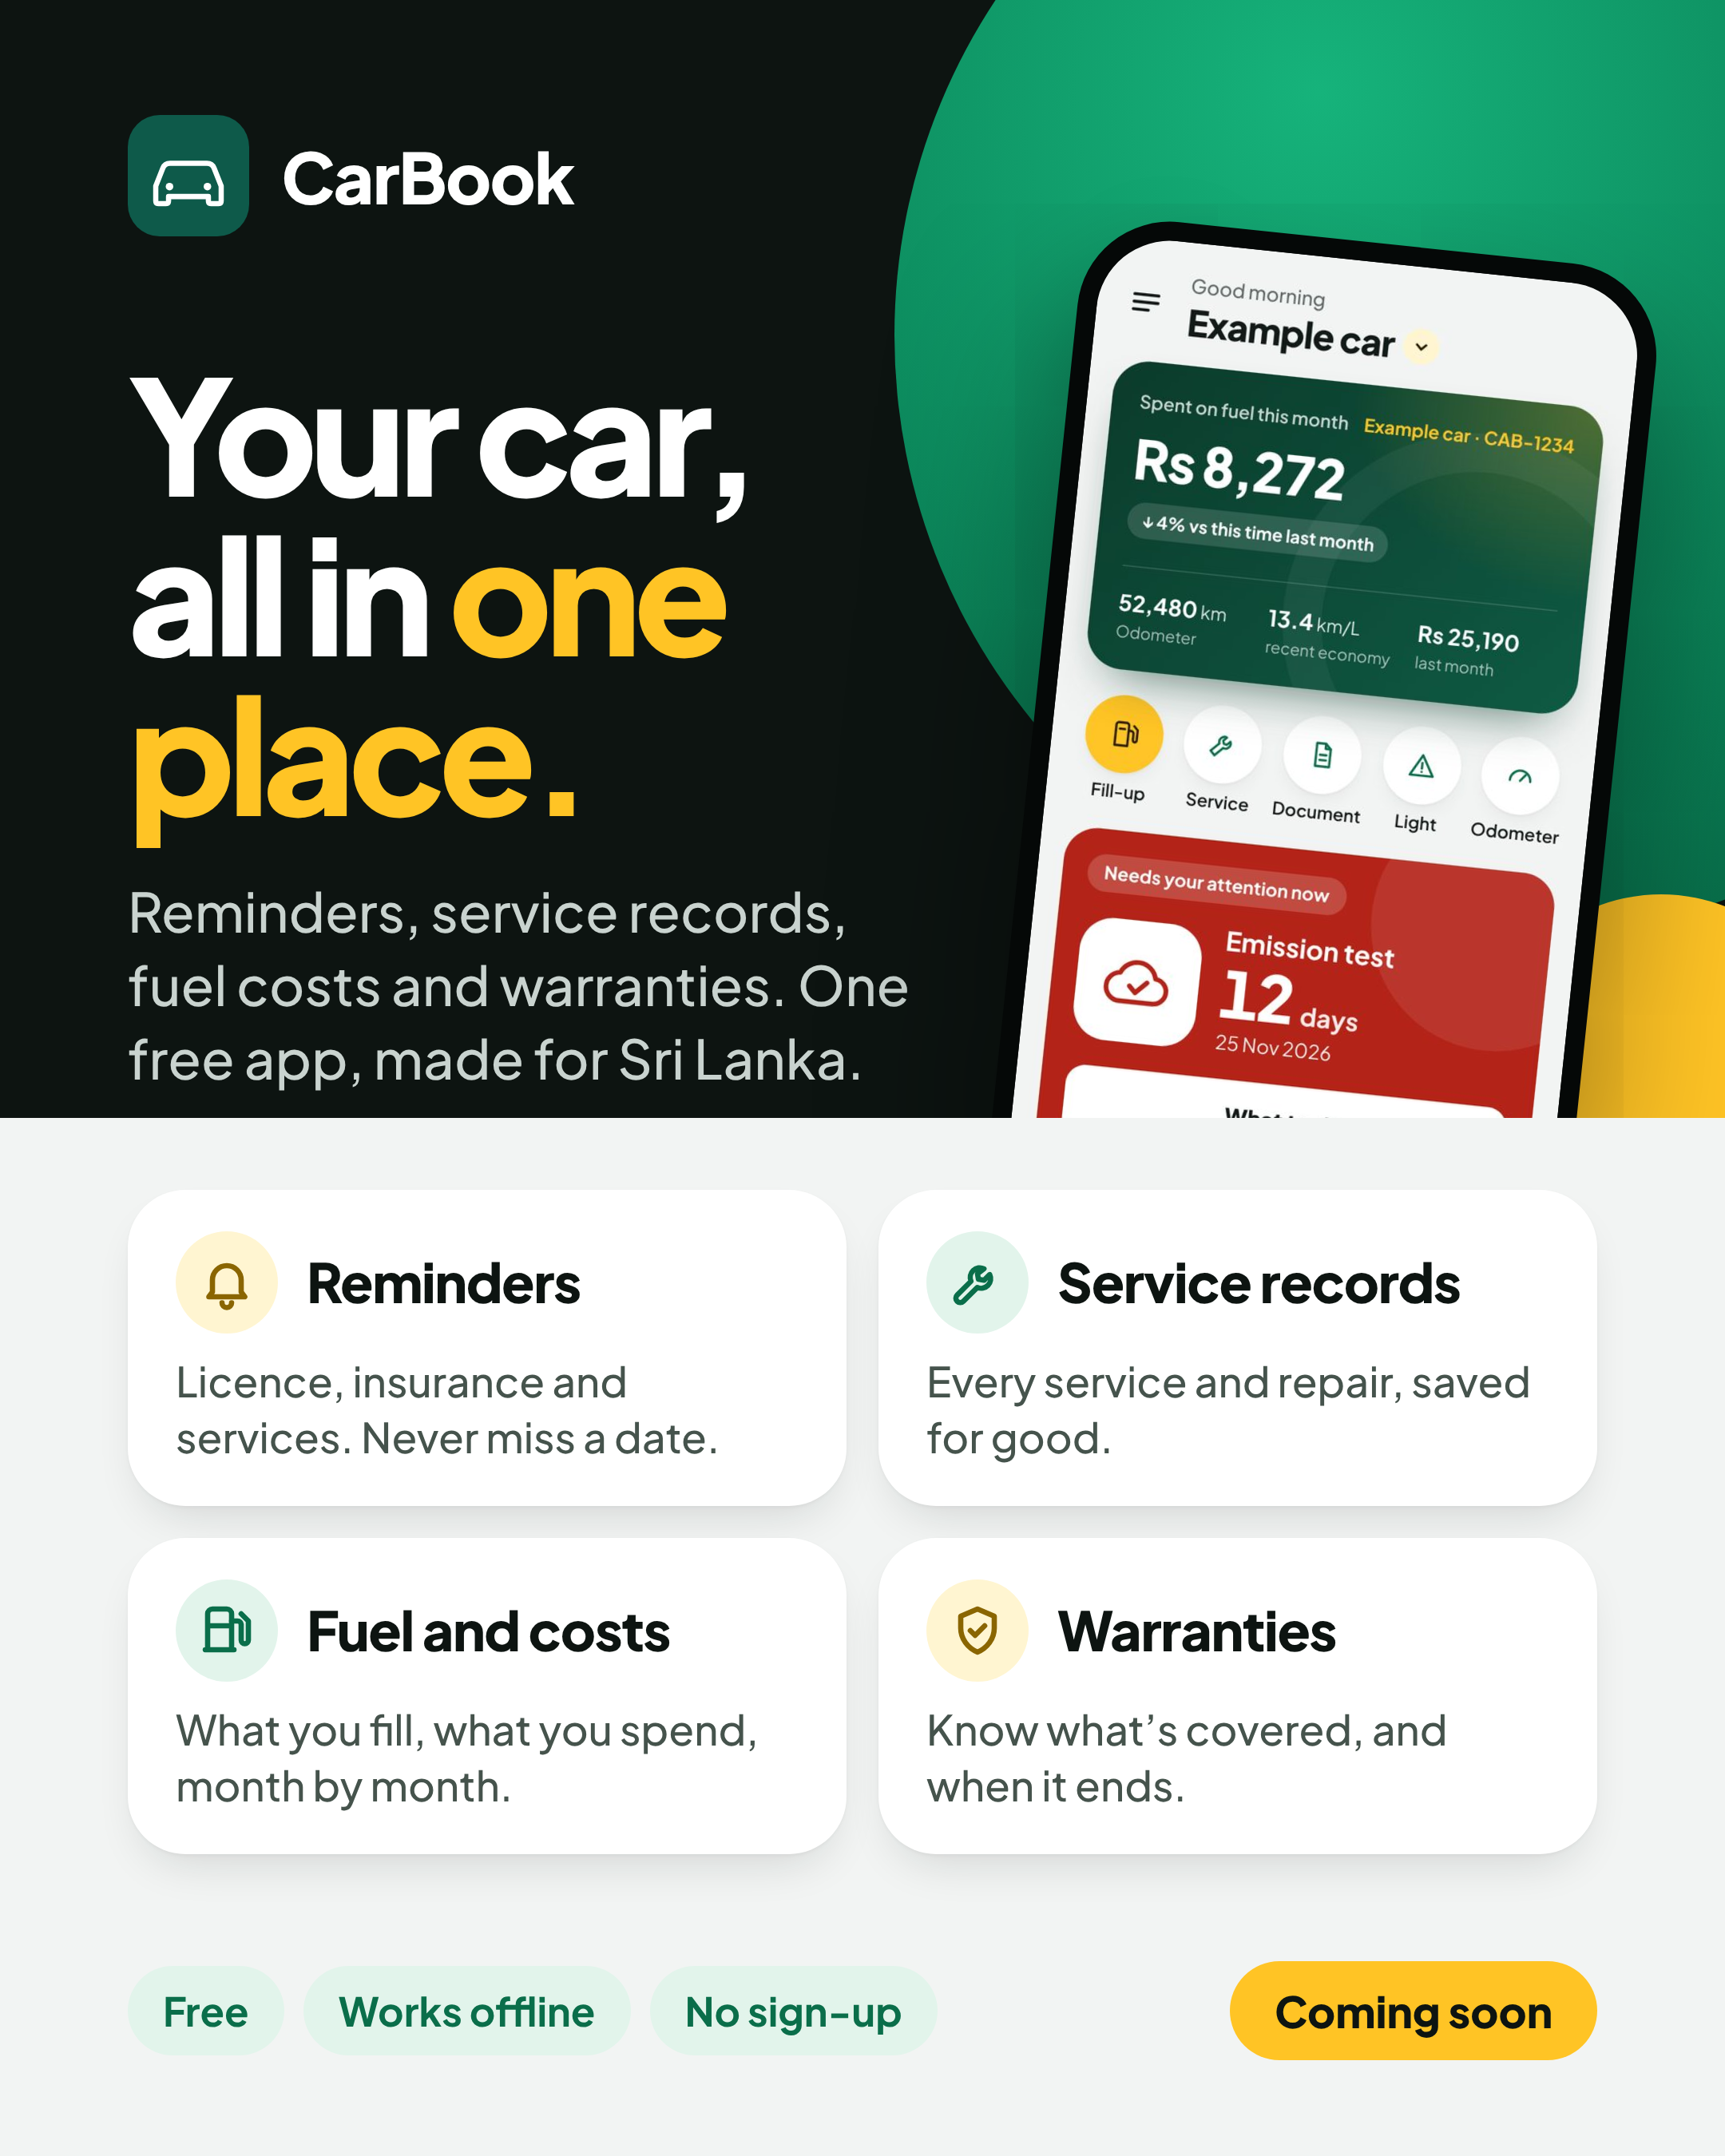 CarBook
Your car,
all in one
place.
Reminders, service records,
fuel costs and warranties. One
free app, made for Sri Lanka.
Good morning
Example car
Spent on fuel this month
Example car · CAB-1234
Rs 8,272
↓ 4% vs this time last month
52,480 km
Odometer
13.4 km/L
recent economy
Rs 25,190
last month
Fill-up
Service
Document
Light
Odometer
Needs your attention now
Emission test
12 days
25 Nov 2026
Reminders
Licence, insurance and
services. Never miss a date.
Service records
Every service and repair, saved
for good.
Fuel and costs
What you fill, what you spend,
month by month.
Warranties
Know what’s covered, and
when it ends.
Free
Works offline
No sign-up
Coming soon